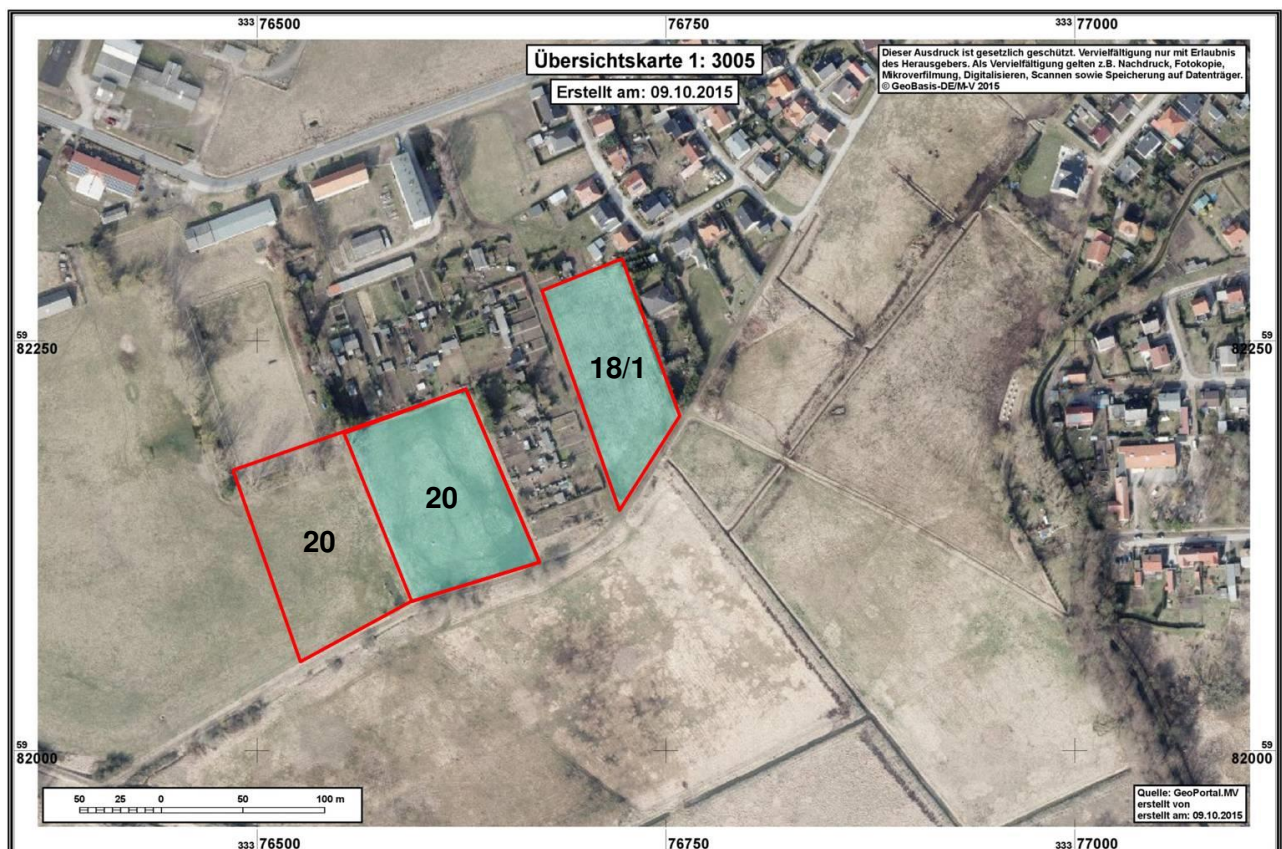 333 76500
333 76750
333 77000
Übersichtskarte 1: 3005
Erstellt am: 09.10.2015
Dieser Ausdruck ist gesetzlich geschützt. Vervielfältigung nur mit Erlaubnis
des Herausgebers. Als Vervielfältigung gelten z.B. Nachdruck, Fotokopie,
Mikroverfilmung, Digitalisieren, Scannen sowie Speicherung auf Datenträger.
© GeoBasis-DE/M-V 2015
59
82250
59
82250
18/1
20
20
59
82000
59
82000
50 25 0 50 100 m
Quelle: GeoPortal.MV
erstellt von
erstellt am: 09.10.2015
333 76500
333 76750
333 77000